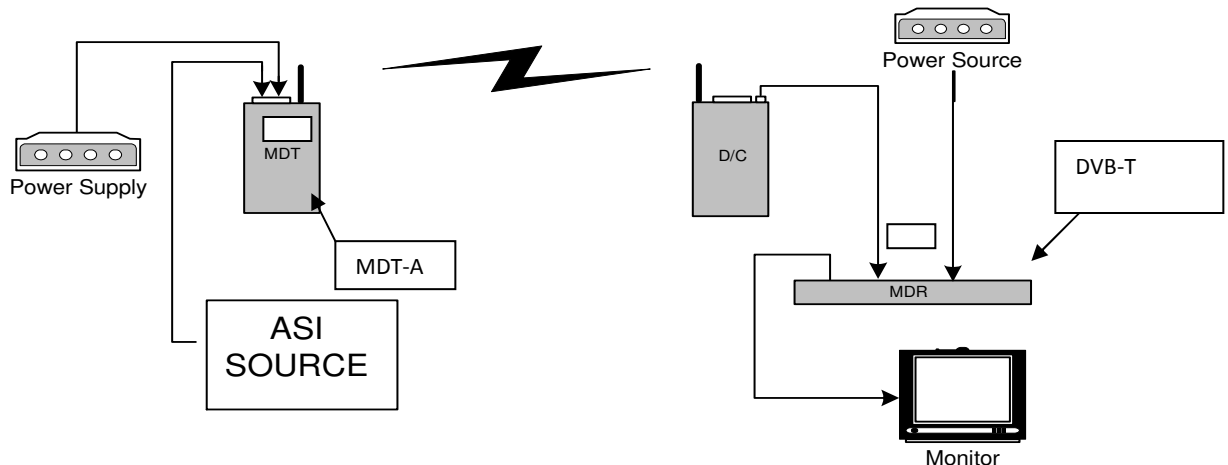 Power Source
MDT
D/C
DVB-T
Power Supply
MDT-A
MDR
ASI
SOURCE
Monitor